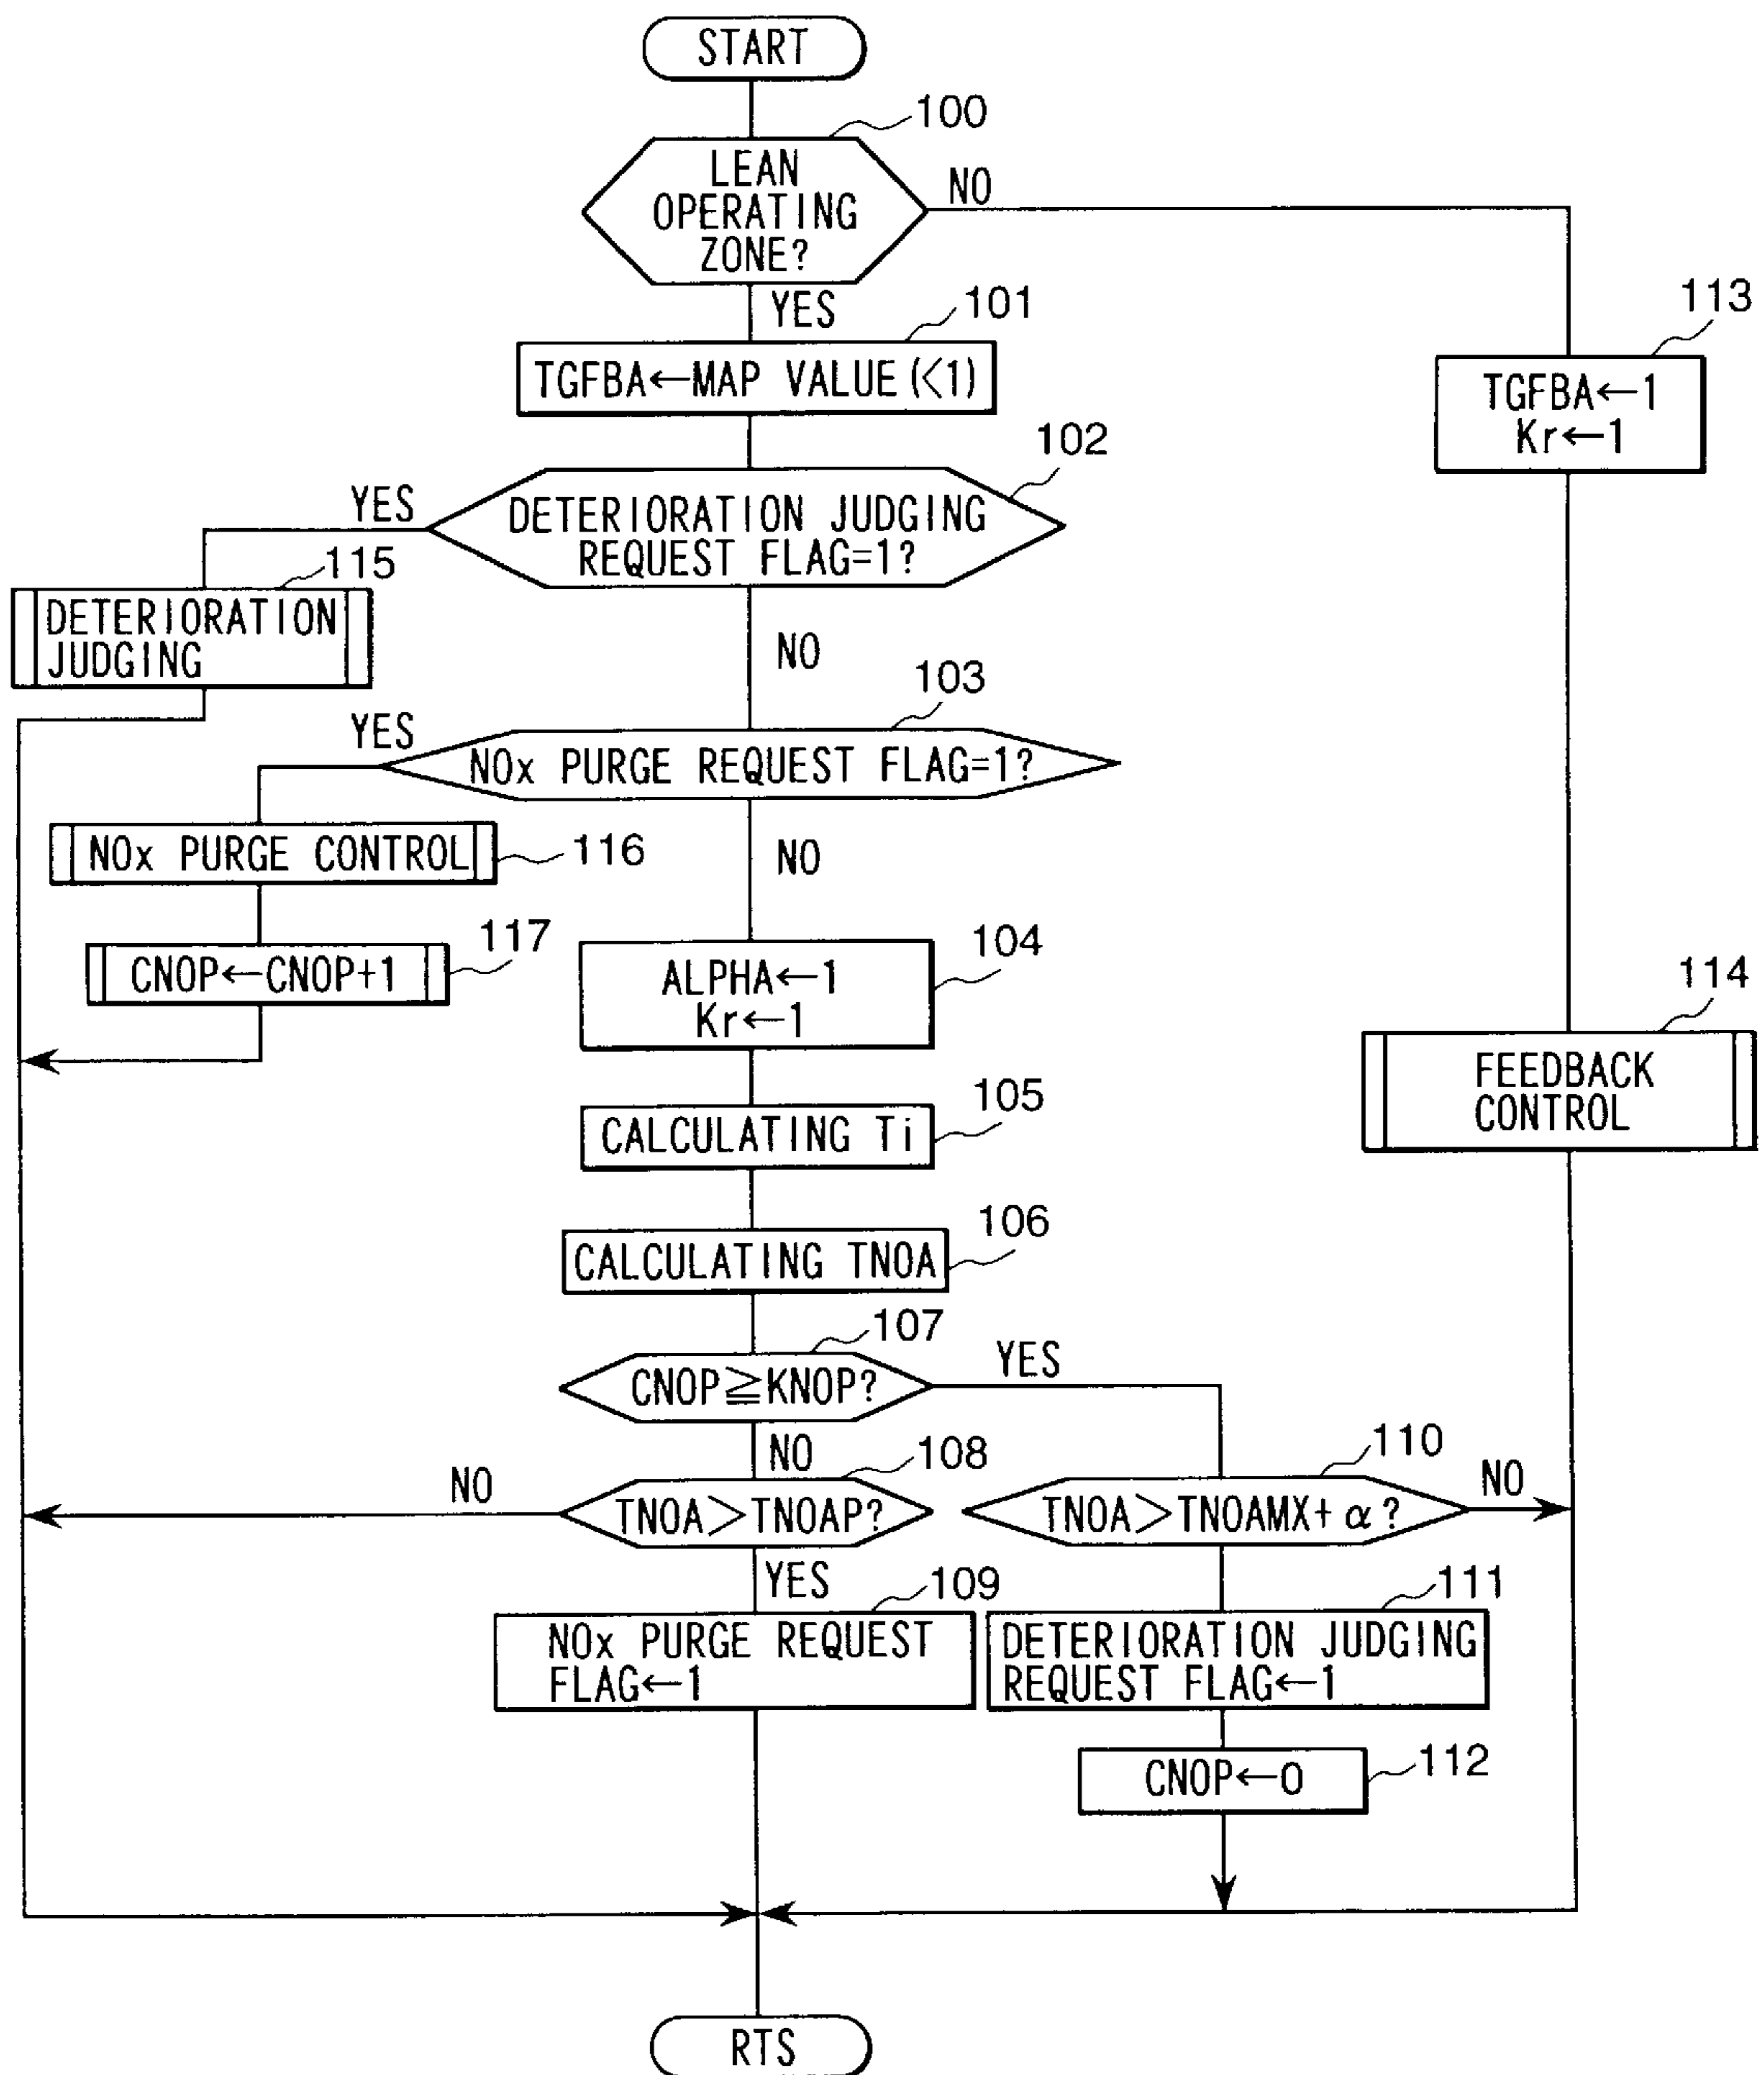 START
100
LEAN
OPERATING
ZONE?
NO
YES
101
TGFBA←MAP VALUE(<1)
113
TGFBA←1
Kr←1
102
YES
DETERIORATION JUDGING
REQUEST FLAG=1?
115
DETERIORATION
JUDGING
NO
103
YES
NOx PURGE REQUEST FLAG=1?
NOx PURGE CONTROL
116
NO
117
CNOP←CNOP+1
104
ALPHA←1
Kr←1
114
FEEDBACK
CONTROL
105
CALCULATING Ti
106
CALCULATING TNOA
107
CNOP≧KNOP?
YES
NO
108
NO
TNOA>TNOAP?
110
TNOA>TNOAMX+α?
NO
YES
109
NOx PURGE REQUEST
FLAG←1
111
DETERIORATION JUDGING
REQUEST FLAG←1
CNOP←0
112
RTS